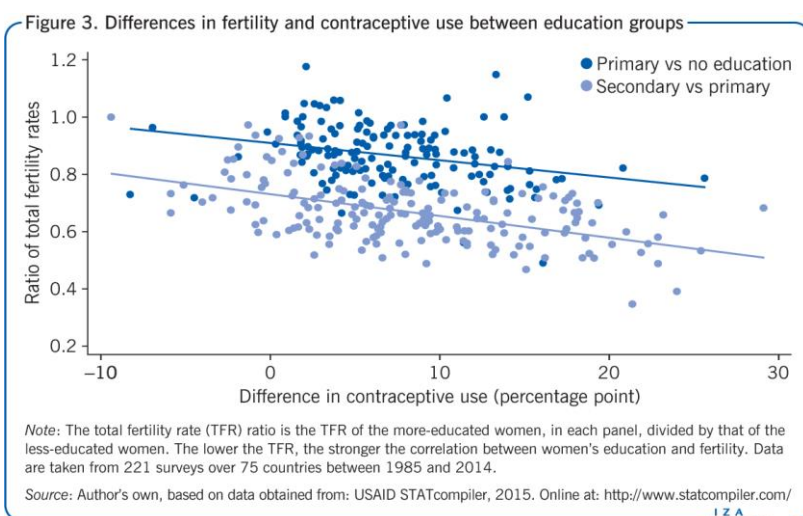 Figure 3. Differences in fertility and contraceptive use between education groups
1.2
Primary vs no education
Secondary vs primary
1.0
0.8
0.6
0.4
0.2
Ratio of total fertility rates
−10
0
10
20
30
Difference in contraceptive use (percentage point)
Note: The total fertility rate (TFR) ratio is the TFR of the more-educated women, in each panel, divided by that of the
less-educated women. The lower the TFR, the stronger the correlation between women's education and fertility. Data
are taken from 221 surveys over 75 countries between 1985 and 2014.
Source: Author's own, based on data obtained from: USAID STATcompiler, 2015. Online at: http://www.statcompiler.com/
I Z A